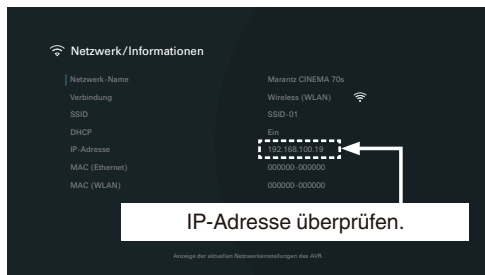 Netzwerk/Informationen
Netzwerk-Name Marantz CINEMA 70s
Verbindung Wireless (WLAN)
SSID SSID-01
DHCP Ein
IP-Adresse 192.168.100.19
MAC (Ethernet) 000000-000000
MAC (WLAN) 000000-000000
IP-Adresse überprüfen.
Anzeige der aktuellen Netzwerkeinstellungen des AVR.